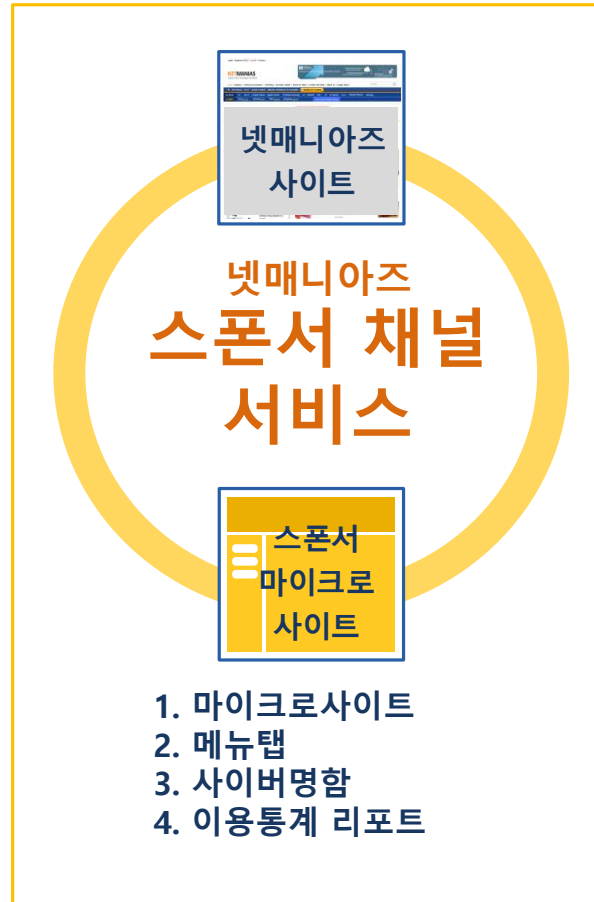 NETMANIAS
넷매니아즈
사이트
넷매니아즈
스폰서 채널
서비스
스폰서
마이크로
사이트
1. 마이크로사이트
2. 메뉴탭
3. 사이버명함
4. 이용통계 리포트